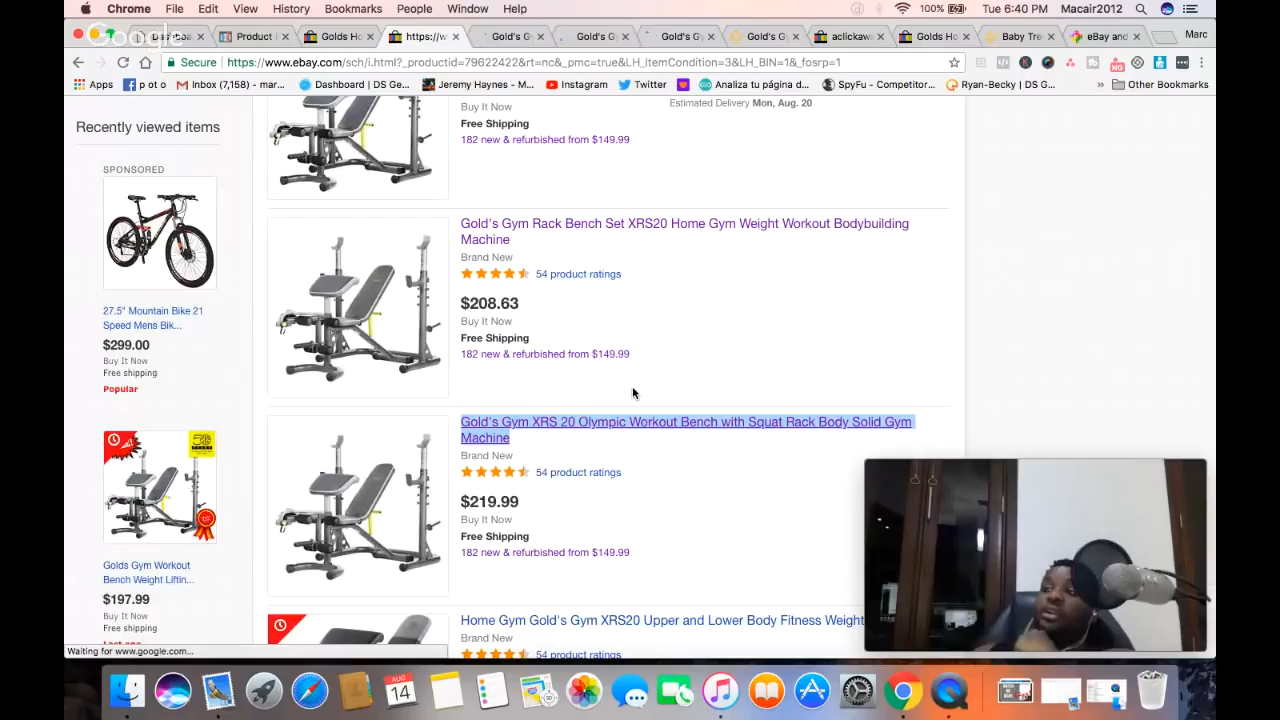 Chrome File Edit View History Bookmarks People Window Help 100% Tue 6:40 PM Macair2012
Google
Product Golds Ho https://w Gold's Gy Gold's G Gold's Gy Gold's G aclickaw Golds Ho Baby Tre eBay and Marc
Secure https://www.ebay.com/sch/i.html?_productid=79622422&rt=nc&_pmc=true&LH_ItemCondition=3&LH_BIN=1&_fosrp=1
Apps p o t o Inbox (7,158) - mar... Dashboard | DS Ge... Jeremy Haynes - M... Instagram Twitter Analiza tu página d... SpyFu - Competitor... Ryan-Becky | DS G... » Other Bookmarks
Recently viewed items
SPONSORED
27.5" Mountain Bike 21
Speed Mens Bik...
$299.00
Buy It Now
Free shipping
Popular
Golds Gym Workout
Bench Weight Liftin...
$197.99
Buy It Now
Free shipping
Buy It Now
Free Shipping
182 new & refurbished from $149.99
Estimated Delivery Mon, Aug. 20
Gold's Gym Rack Bench Set XRS20 Home Gym Weight Workout Bodybuilding
Machine
Brand New
54 product ratings
$208.63
Buy It Now
Free Shipping
182 new & refurbished from $149.99
Gold's Gym XRS 20 Olympic Workout Bench with Squat Rack Body Solid Gym
Machine
Brand New
54 product ratings
$219.99
Buy It Now
Free Shipping
182 new & refurbished from $149.99
Home Gym Gold's Gym XRS20 Upper and Lower Body Fitness Weight
Brand New
54 product ratings
Waiting for www.google.com...
AUG
14